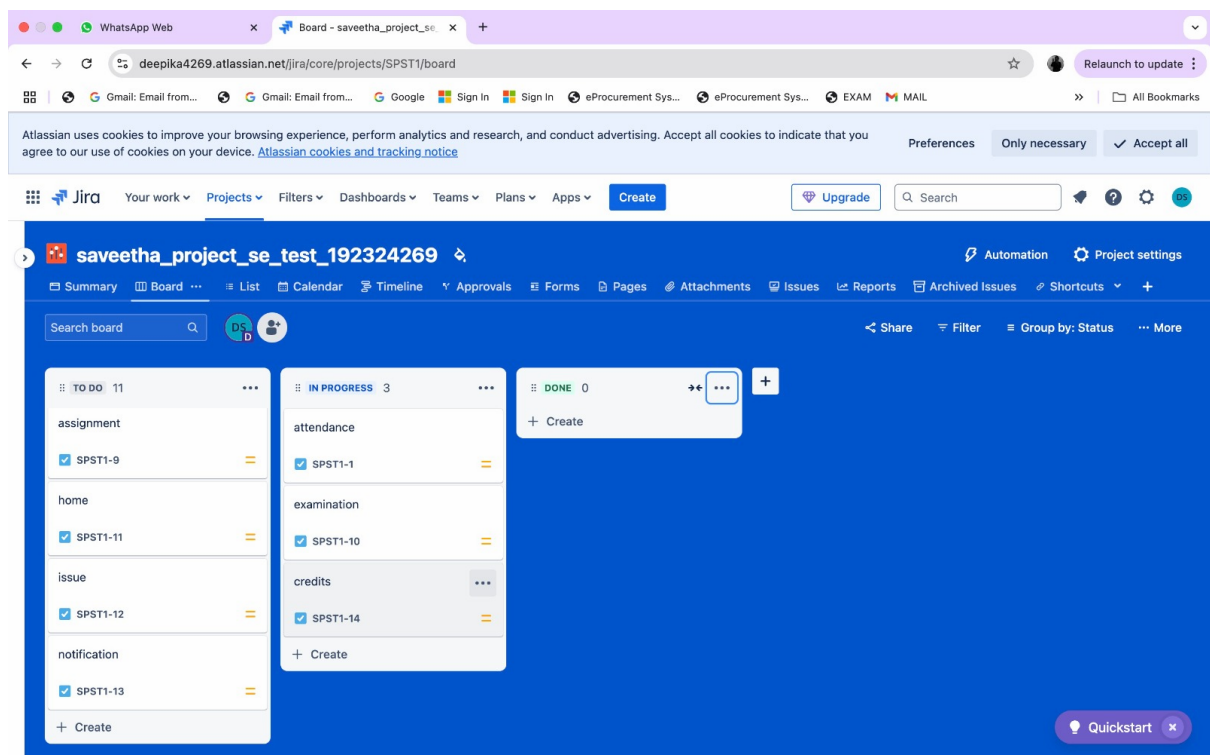 WhatsApp Web
Board - saveetha_project_se_
deepika4269.atlassian.net/jira/core/projects/SPST1/board
Relaunch to update
Gmail: Email from...
Gmail: Email from...
Google
Sign In
Sign In
eProcurement Sys...
eProcurement Sys...
EXAM
MAIL
All Bookmarks
Atlassian uses cookies to improve your browsing experience, perform analytics and research, and conduct advertising. Accept all cookies to indicate that you
agree to our use of cookies on your device. Atlassian cookies and tracking notice
Preferences
Only necessary
Accept all
Jira
Your work
Projects
Filters
Dashboards
Teams
Plans
Apps
Create
Upgrade
Search
DS
saveetha_project_se_test_192324269
Automation
Project settings
Summary
Board
List
Calendar
Timeline
Approvals
Forms
Pages
Attachments
Issues
Reports
Archived Issues
Shortcuts
Search board
DS
D
Share
Filter
Group by: Status
More
TO DO 11
assignment
SPST1-9
home
SPST1-11
issue
SPST1-12
notification
SPST1-13
+ Create
IN PROGRESS 3
attendance
SPST1-1
examination
SPST1-10
credits
SPST1-14
+ Create
DONE 0
+ Create
Quickstart